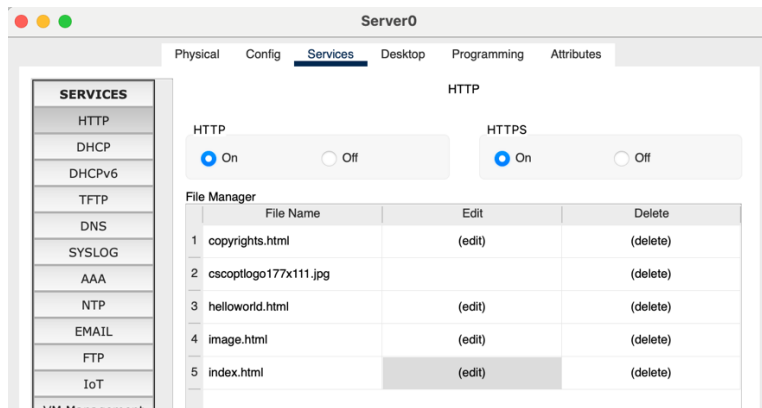 Server0
Physical Config Services Desktop Programming Attributes
SERVICES
HTTP
DHCP
DHCPv6
TFTP
DNS
SYSLOG
AAA
NTP
EMAIL
FTP
IoT
VM Management
HTTP
HTTP
On Off
HTTPS
On Off
File Manager
File Name Edit Delete
1 copyrights.html (edit) (delete)
2 cscoptlogo177x111.jpg (delete)
3 helloworld.html (edit) (delete)
4 image.html (edit) (delete)
5 index.html (edit) (delete)